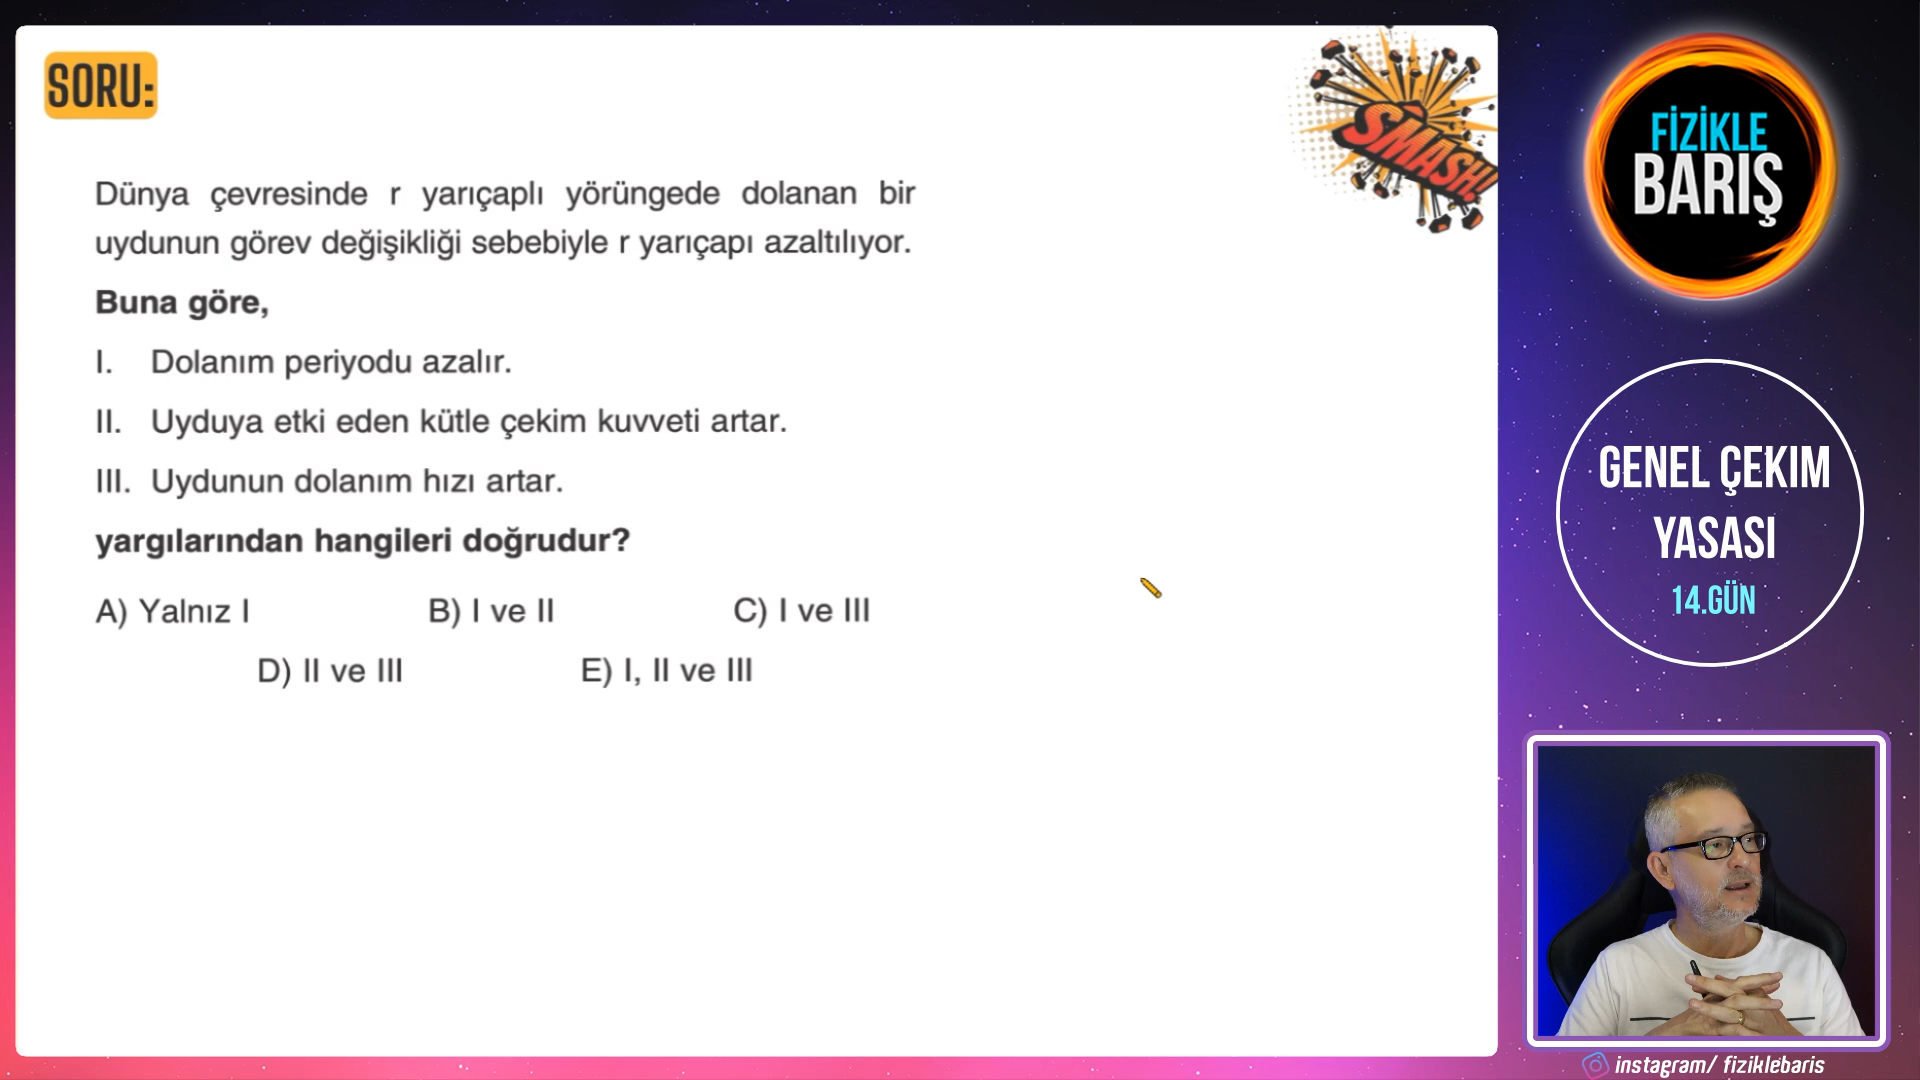 SORU:
SMASH!
Dünya çevresinde r yarıçaplı yörüngede dolanan bir
uydunun görev değişikliği sebebiyle r yarıçapı azaltılıyor.
Buna göre,
I. Dolanım periyodu azalır.
II. Uyduya etki eden kütle çekim kuvveti artar.
III. Uydunun dolanım hızı artar.
yargılarından hangileri doğrudur?
A) Yalnız I B) I ve II C) I ve III
D) II ve III E) I, II ve III
FİZİKLE
BARIŞ
GENEL ÇEKIM
YASASI
14.GÜN
instagram/ fiziklebaris